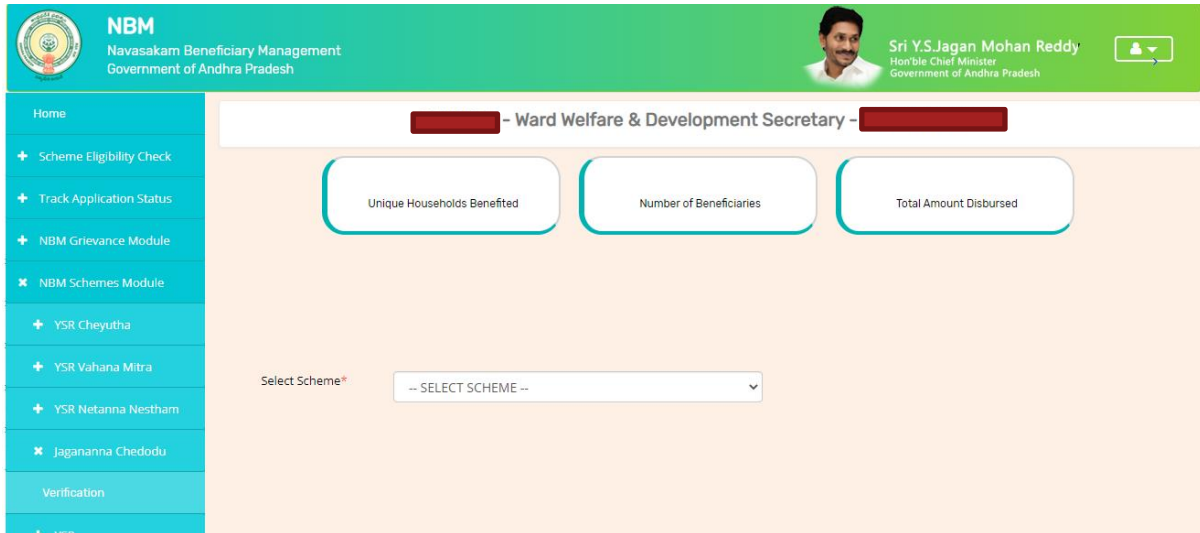 NBM
Navasakam Beneficiary Management
Government of Andhra Pradesh
Sri Y.S.Jagan Mohan Reddy
Hon'ble Chief Minister
Government of Andhra Pradesh
Home
Scheme Eligibility Check
Track Application Status
NBM Grievance Module
NBM Schemes Module
YSR Cheyutha
YSR Vahana Mitra
YSR Netanna Nestham
Jagananna Chedodu
Verification
- Ward Welfare & Development Secretary -
Unique Households Benefited
Number of Beneficiaries
Total Amount Disbursed
Select Scheme*
-- SELECT SCHEME --